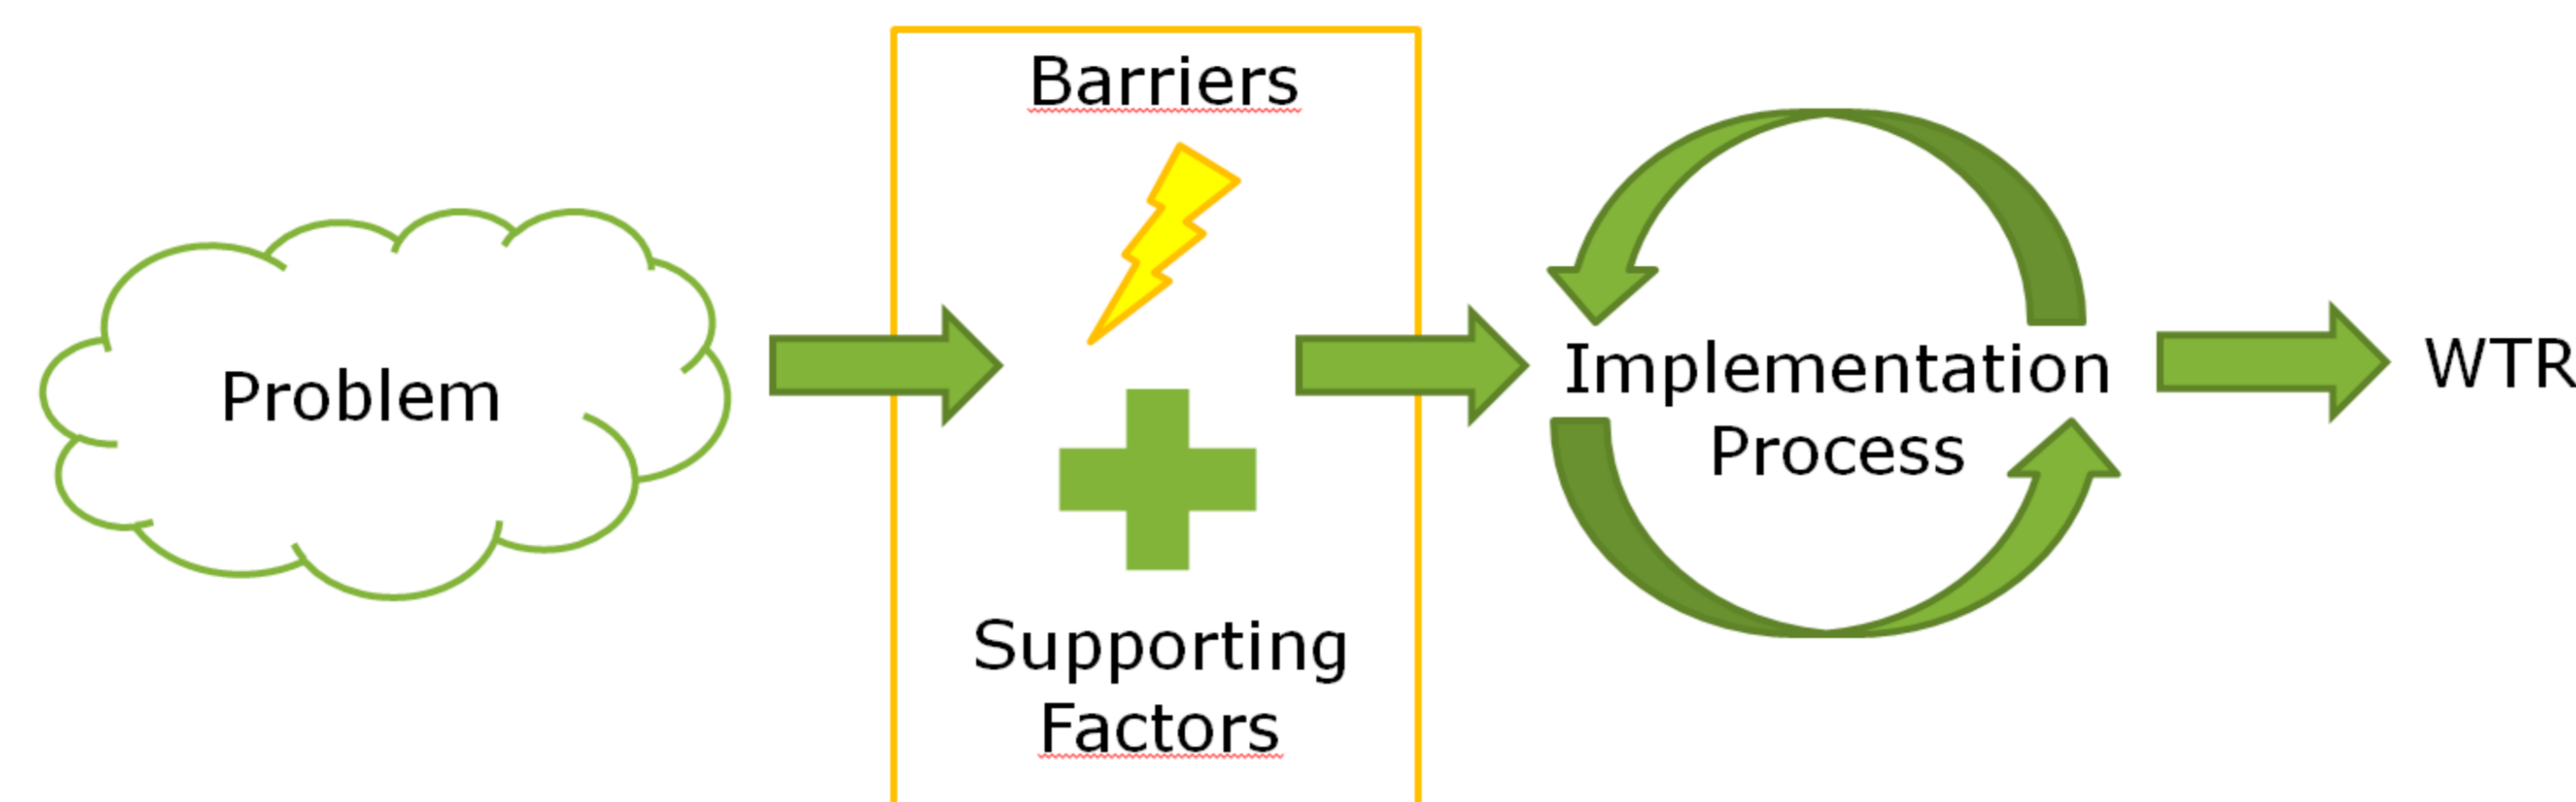 Problem
Barriers
Supporting
Factors
Implementation
Process
WTR